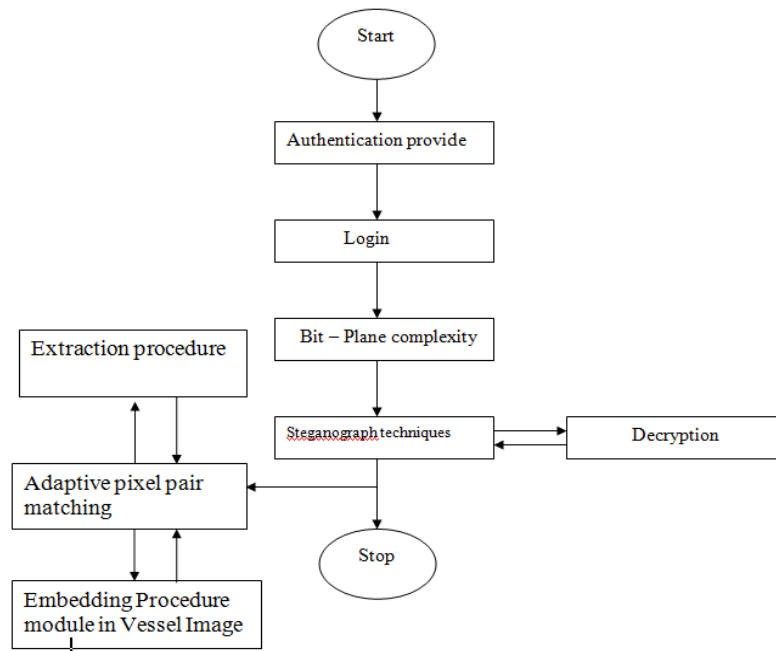 Start
Authentication provide
Login
Bit – Plane complexity
Extraction procedure
Steganograph techniques
Decryption
Adaptive pixel pair
matching
Stop
Embedding Procedure
module in Vessel Image